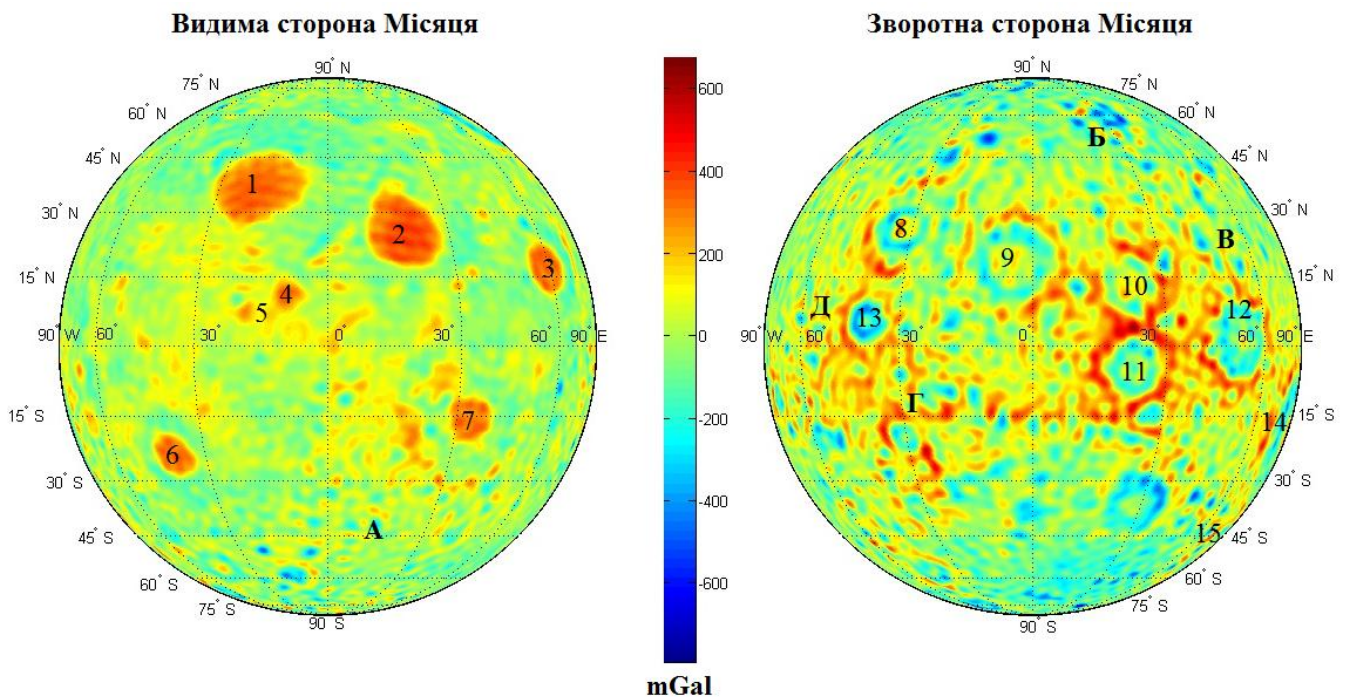 Видима сторона Місяця
Зворотна сторона Місяця
90° N
75° N
60° N
45° N
30° N
15° N
90° W
60°
30°
0°
30°
60°
90° E
15° S
30° S
45° S
60° S
75° S
90° S
1
2
3
4
5
6
7
А
600
400
200
0
-200
-400
-600
mGal
90° N
75° N
60° N
45° N
30° N
15° N
90° W
60°
30°
0°
30°
60°
90° E
15° S
30° S
45° S
60° S
75° S
90° S
Б
8
9
В
10
Д
13
12
11
Г
14
15